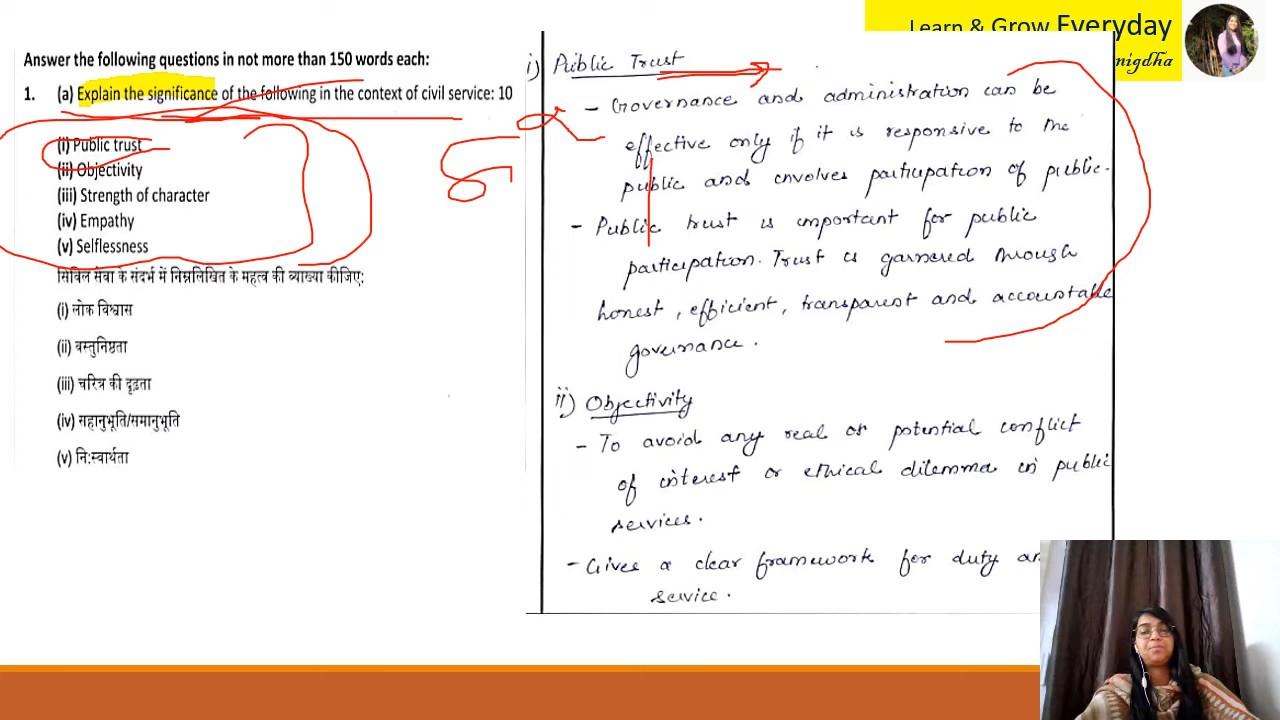 Learn & Grow Everyday
nigdha
Answer the following questions in not more than 150 words each:
1. (a) Explain the significance of the following in the context of civil service: 10
(i) Public trust
(ii) Objectivity
(iii) Strength of character
(iv) Empathy
(v) Selflessness
सिविल सेवा के संदर्भ में निम्नलिखित के महत्व की व्याख्या कीजिए:
(i) लोक विश्वास
(ii) वस्तुनिष्ठता
(iii) चरित्र की दृढ़ता
(iv) सहानुभूति/समानुभूति
(v) नि:स्वार्थता
i) Public Trust
- Governance and administration can be
effective only if it is responsive to the
public and involves participation of public.
- Public trust is important for public
participation. Trust is garnered through
honest, efficient, transparent and accountable
governance.
ii) Objectivity
- To avoid any real or potential conflict
of interest or ethical dilemma in public
services.
- Gives a clear framework for duty an
service.